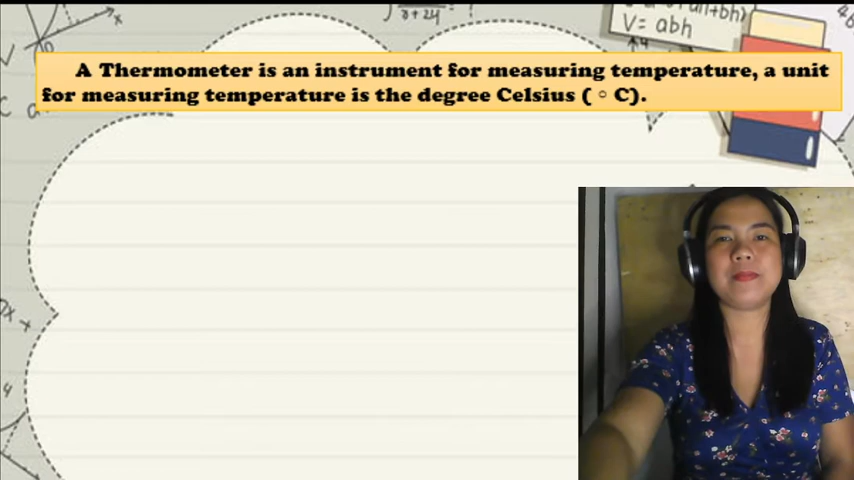 V= abh
A Thermometer is an instrument for measuring temperature, a unit
for measuring temperature is the degree Celsius ( ◦ C).